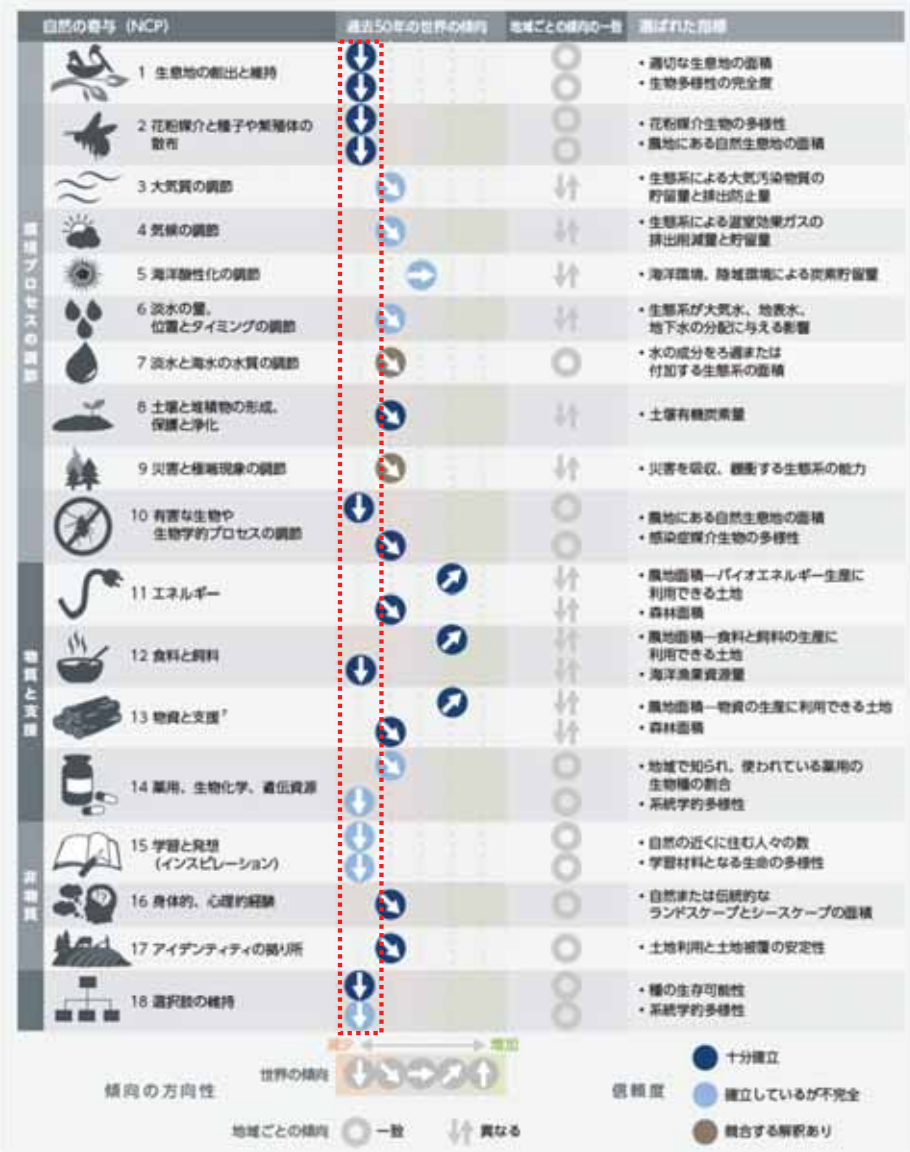 自然の寄与（NCP）
過去50年の世界の傾向
地域ごとの傾向の一致
選ばれた指標
環境プロセスの調節
1 生息地の創出と維持
・適切な生息地の面積
・生物多様性の完全度
2 花粉媒介と種子や繁殖体の
散布
・花粉媒介生物の多様性
・農地にある自然生息地の面積
3 大気質の調節
・生態系による大気汚染物質の
貯留量と排出防止量
4 気候の調節
・生態系による温室効果ガスの
排出削減量と貯留量
5 海洋酸性化の調節
・海洋環境、陸域環境による炭素貯留量
6 淡水の量、
位置とタイミングの調節
・生態系が大気水、地表水、
地下水の分配に与える影響
7 淡水と海水の水質の調節
・水の成分をろ過または
付加する生態系の面積
8 土壌と堆積物の形成、
保護と浄化
・土壌有機炭素量
9 災害と極端現象の調節
・災害を吸収、緩衝する生態系の能力
10 有害な生物や
生物学的プロセスの調節
・農地にある自然生息地の面積
・感染症媒介生物の多様性
物質と支援
11 エネルギー
・農地面積―バイオエネルギー生産に
利用できる土地
・森林面積
12 食料と飼料
・農地面積―食料と飼料の生産に
利用できる土地
・海洋漁業資源量
13 物資と支援
・農地面積―物資の生産に利用できる土地
・森林面積
14 薬用、生物化学、遺伝資源
・地域で知られ、使われている薬用の
生物種の割合
・系統学的多様性
非物質
15 学習と発想
（インスピレーション）
・自然の近くに住む人々の数
・学習材料となる生命の多様性
16 身体的、心理的経験
・自然または伝統的な
ランドスケープとシースケープの面積
17 アイデンティティの拠り所
・土地利用と土地被覆の安定性
18 選択肢の維持
・種の生存可能性
・系統学的多様性
減少
増加
傾向の方向性
世界の傾向
地域ごとの傾向
一致
異なる
信頼度
十分確立
確立しているが不完全
競合する解釈あり